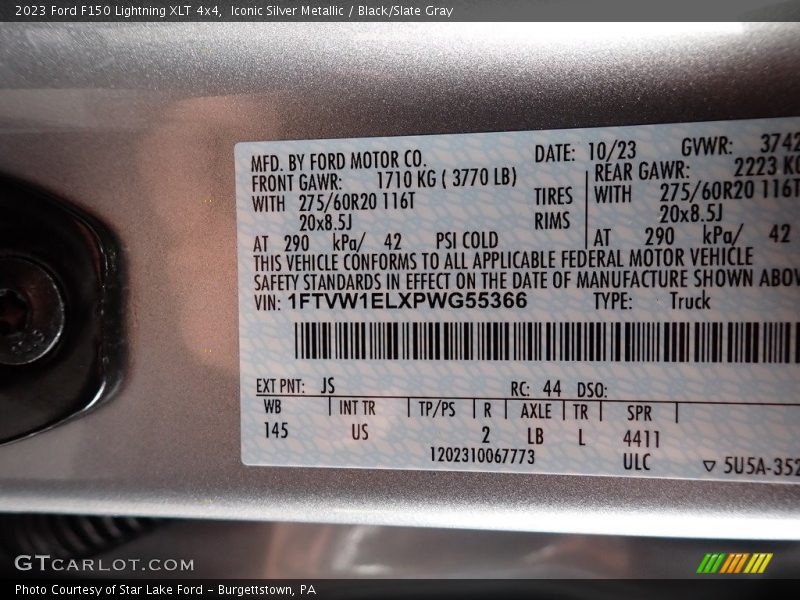 2023 Ford F150 Lightning XLT 4x4, Iconic Silver Metallic / Black/Slate Gray
MFD. BY FORD MOTOR CO. DATE: 10/23 GVWR: 3742
FRONT GAWR: 1710 KG ( 3770 LB) REAR GAWR: 2223 KG
WITH 275/60R20 116T TIRES WITH 275/60R20 116T
20x8.5J RIMS 20x8.5J
AT 290 kPa/ 42 PSI COLD AT 290 kPa/ 42
THIS VEHICLE CONFORMS TO ALL APPLICABLE FEDERAL MOTOR VEHICLE
SAFETY STANDARDS IN EFFECT ON THE DATE OF MANUFACTURE SHOWN ABOV
VIN: 1FTVW1ELXPWG55366 TYPE: Truck
EXT PNT: JS RC: 44 DSO:
WB INT TR TP/PS R AXLE TR SPR
145 US 2 LB L 4411
1202310067773 ULC ▽ 5U5A-352
GTCARLOT.COM
Photo Courtesy of Star Lake Ford - Burgettstown, PA